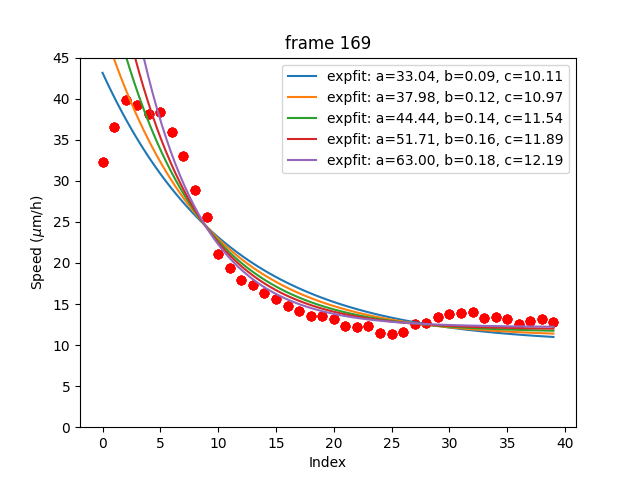 frame 169
expfit: a=33.04, b=0.09, c=10.11
expfit: a=37.98, b=0.12, c=10.97
expfit: a=44.44, b=0.14, c=11.54
expfit: a=51.71, b=0.16, c=11.89
expfit: a=63.00, b=0.18, c=12.19
Speed (μm/h)
45
40
35
30
25
20
15
10
5
0
0 5 10 15 20 25 30 35 40
Index